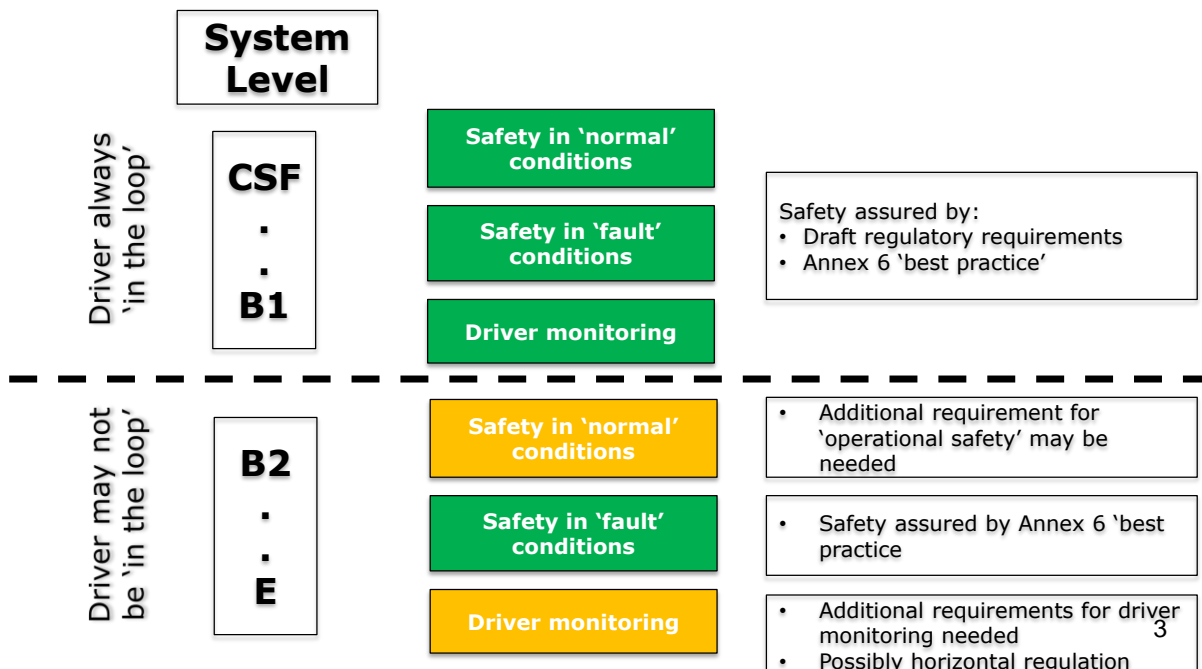 System
Level
Driver always
‘in the loop’
CSF
.
.
B1
Safety in ‘normal’
conditions
Safety in ‘fault’
conditions
Driver monitoring
Safety assured by:
• Draft regulatory requirements
• Annex 6 ‘best practice’
Driver may not
be ‘in the loop’
B2
.
.
E
Safety in ‘normal’
conditions
Safety in ‘fault’
conditions
Driver monitoring
• Additional requirement for
‘operational safety’ may be
needed
• Safety assured by Annex 6 ‘best
practice
• Additional requirements for driver
monitoring needed
• Possibly horizontal regulation
3